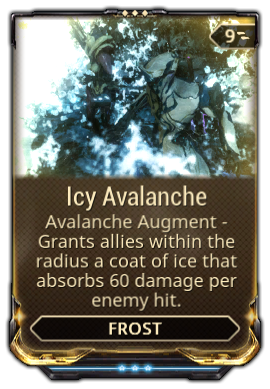 9-
Icy Avalanche
Avalanche Augment -
Grants allies within the
radius a coat of ice that
absorbs 60 damage per
enemy hit.
FROST